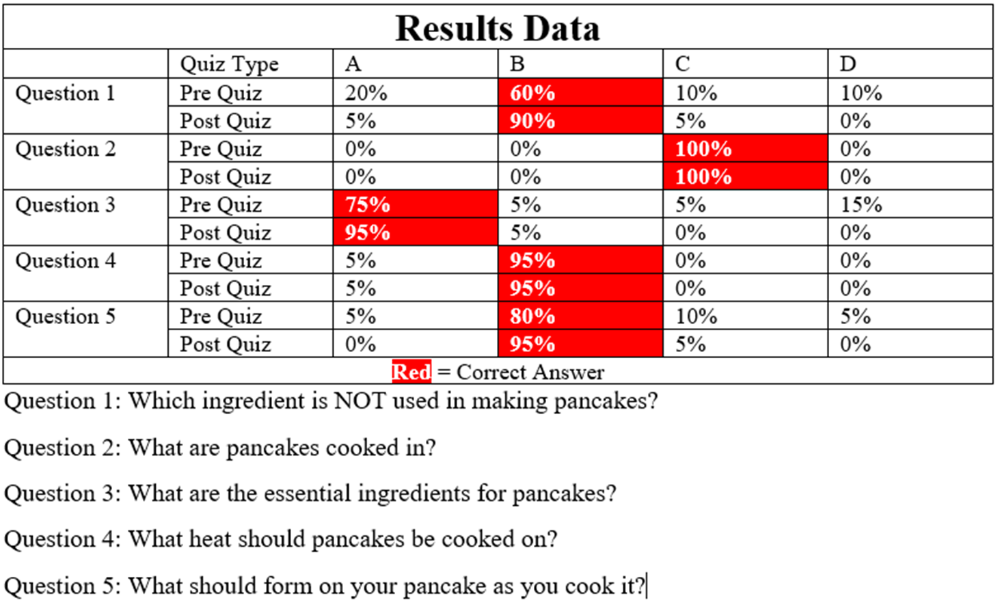 Results Data
Quiz Type A B C D
Question 1 Pre Quiz 20% 60% 10% 10%
Post Quiz 5% 90% 5% 0%
Question 2 Pre Quiz 0% 0% 100% 0%
Post Quiz 0% 0% 100% 0%
Question 3 Pre Quiz 75% 5% 5% 15%
Post Quiz 95% 5% 0% 0%
Question 4 Pre Quiz 5% 95% 0% 0%
Post Quiz 5% 95% 0% 0%
Question 5 Pre Quiz 5% 80% 10% 5%
Post Quiz 0% 95% 5% 0%
Red = Correct Answer
Question 1: Which ingredient is NOT used in making pancakes?
Question 2: What are pancakes cooked in?
Question 3: What are the essential ingredients for pancakes?
Question 4: What heat should pancakes be cooked on?
Question 5: What should form on your pancake as you cook it?